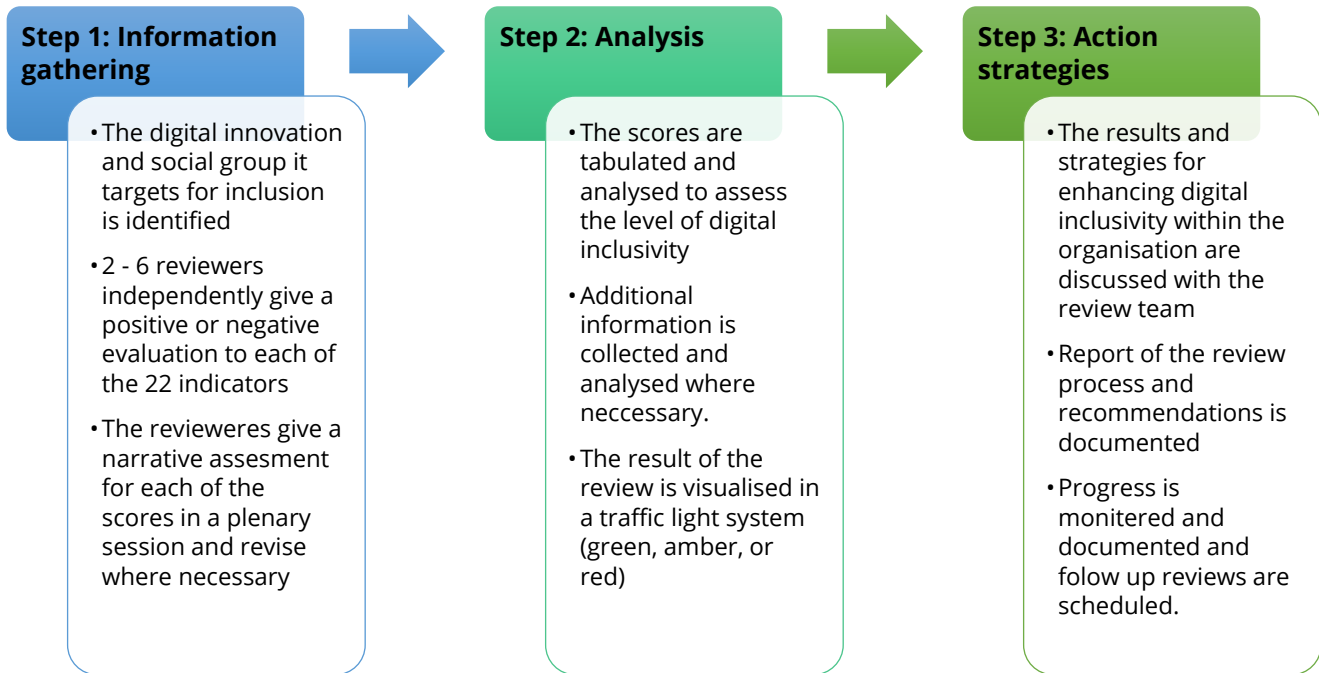 Step 1: Information
gathering
•The digital innovation
and social group it
targets for inclusion
is identified
•2 - 6 reviewers
independently give a
positive or negative
evaluation to each of
the 22 indicators
•The revieweres give a
narrative assesment
for each of the
scores in a plenary
session and revise
where necessary
Step 2: Analysis
•The scores are
tabulated and
analysed to assess
the level of digital
inclusivity
•Additional
information is
collected and
analysed where
neccessary.
•The result of the
review is visualised in
a traffic light system
(green, amber, or
red)
Step 3: Action
strategies
•The results and
strategies for
enhancing digital
inclusivity within the
organisation are
discussed with the
review team
•Report of the review
process and
recommendations is
documented
•Progress is
monitered and
documented and
folow up reviews are
scheduled.